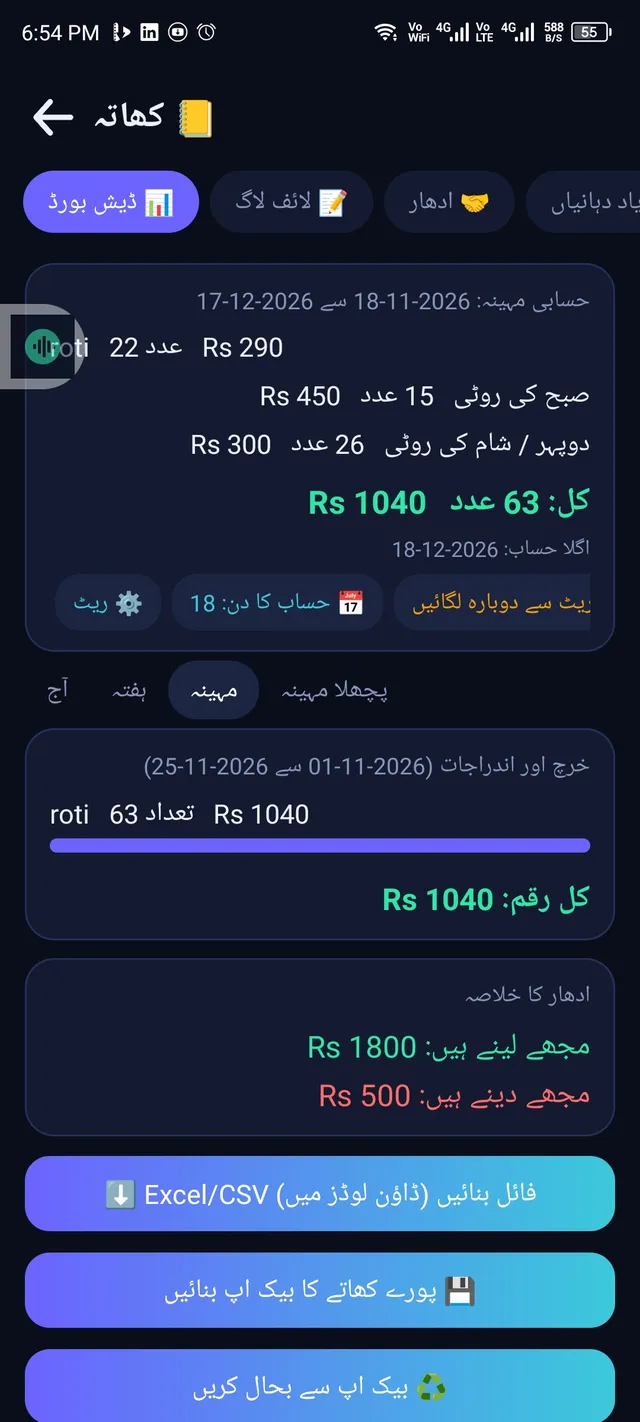 6:54 PM Vo WiFi 4G Vo LTE 4G 588 B/S 55
کھاتہ
ڈیش بورڈ
لائف لاگ
ادھار
یاد دہانیاں
حسابی مہینہ: 18-11-2026 سے 17-12-2026
roti 22 عدد Rs 290
صبح کی روٹی 15 عدد Rs 450
دوپہر / شام کی روٹی 26 عدد Rs 300
کل: 63 عدد Rs 1040
اگلا حساب: 18-12-2026
ریٹ
حساب کا دن: 18
ریٹ سے دوبارہ لگائیں
آج
ہفتہ
مہینہ
پچھلا مہینہ
خرچ اور اندراجات (01-11-2026 سے 25-11-2026)
roti 63 تعداد Rs 1040
کل رقم: Rs 1040
ادھار کا خلاصہ
مجھے لینے ہیں: Rs 1800
مجھے دینے ہیں: Rs 500
فائل بنائیں (ڈاؤن لوڈز میں) Excel/CSV
پورے کھاتے کا بیک اپ بنائیں
بیک اپ سے بحال کریں